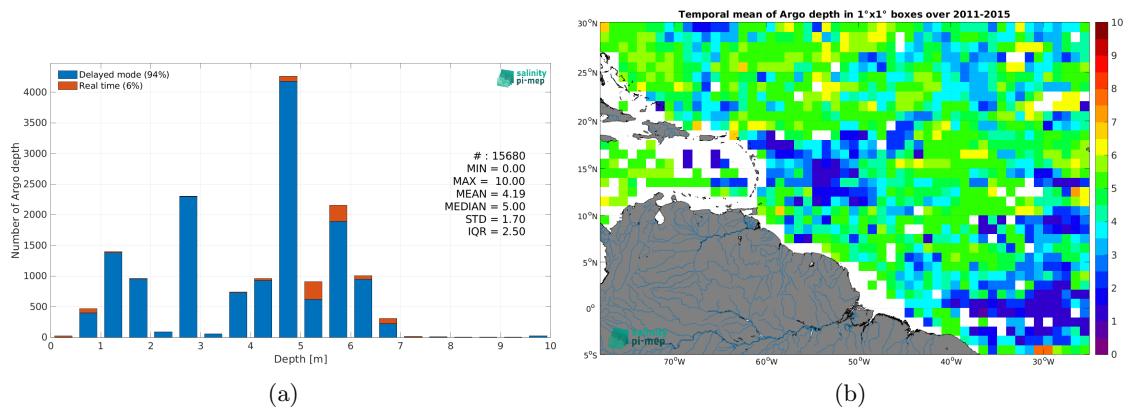 Delayed mode (94%)
Real time (6%)
salinity
pi-mep
# : 15680
MIN = 0.00
MAX = 10.00
MEAN = 4.19
MEDIAN = 5.00
STD = 1.70
IQR = 2.50
Number of Argo depth
4000
3500
3000
2500
2000
1500
1000
500
0
0 1 2 3 4 5 6 7 8 9 10
Depth [m]
(a)
Temporal mean of Argo depth in 1°x1° boxes over 2011-2015
30°N
25°N
20°N
15°N
10°N
5°N
0°
5°S
70°W 60°W 50°W 40°W 30°W
salinity
pi-mep
10
9
8
7
6
5
4
3
2
1
0
(b)